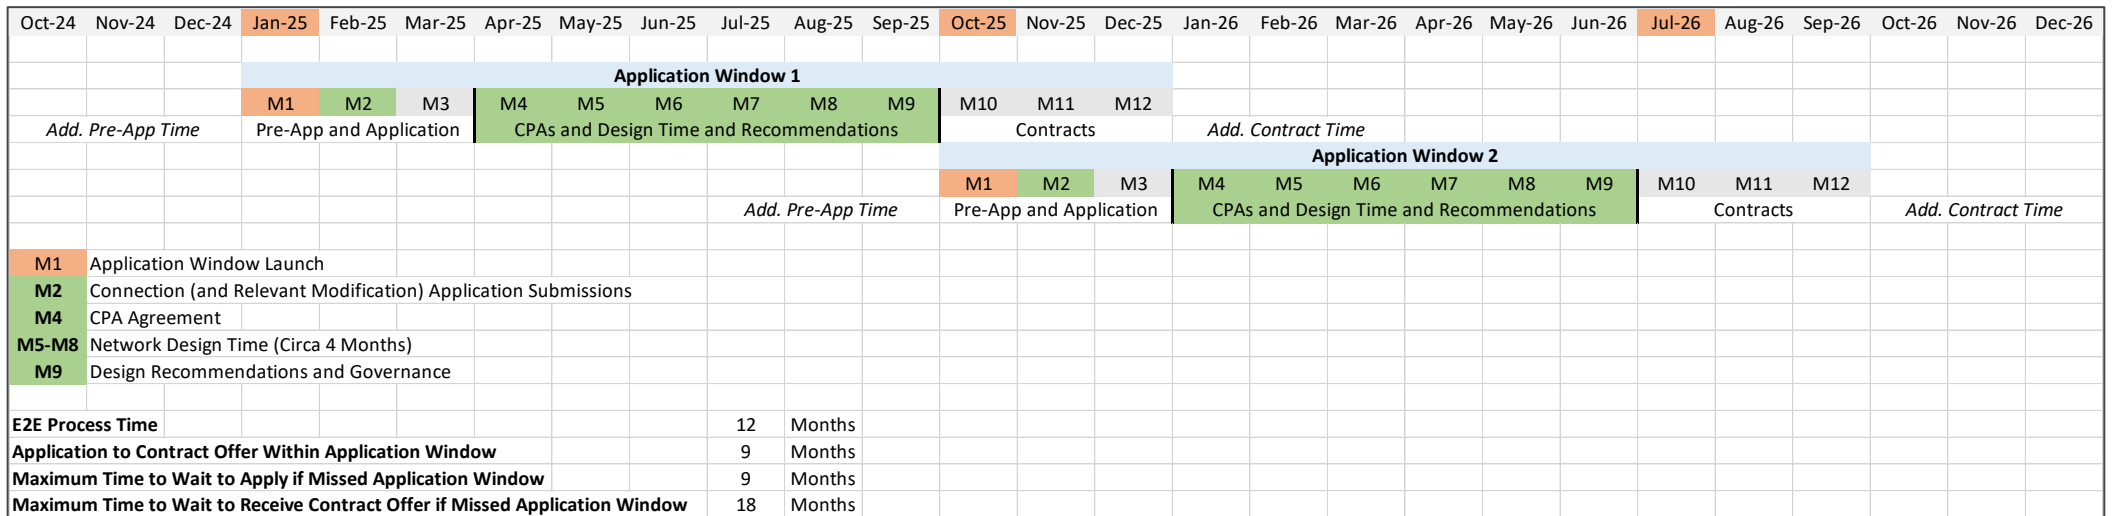 Oct-24 Nov-24 Dec-24 Jan-25 Feb-25 Mar-25 Apr-25 May-25 Jun-25 Jul-25 Aug-25 Sep-25 Oct-25 Nov-25 Dec-25 Jan-26 Feb-26 Mar-26 Apr-26 May-26 Jun-26 Jul-26 Aug-26 Sep-26 Oct-26 Nov-26 Dec-26
Application Window 1
M1 M2 M3 M4 M5 M6 M7 M8 M9 M10 M11 M12
Add. Pre-App Time Pre-App and Application CPAs and Design Time and Recommendations Contracts Add. Contract Time
Application Window 2
M1 M2 M3 M4 M5 M6 M7 M8 M9 M10 M11 M12
Add. Pre-App Time Pre-App and Application CPAs and Design Time and Recommendations Contracts Add. Contract Time
M1 Application Window Launch
M2 Connection (and Relevant Modification) Application Submissions
M4 CPA Agreement
M5-M8 Network Design Time (Circa 4 Months)
M9 Design Recommendations and Governance
E2E Process Time 12 Months
Application to Contract Offer Within Application Window 9 Months
Maximum Time to Wait to Apply if Missed Application Window 9 Months
Maximum Time to Wait to Receive Contract Offer if Missed Application Window 18 Months